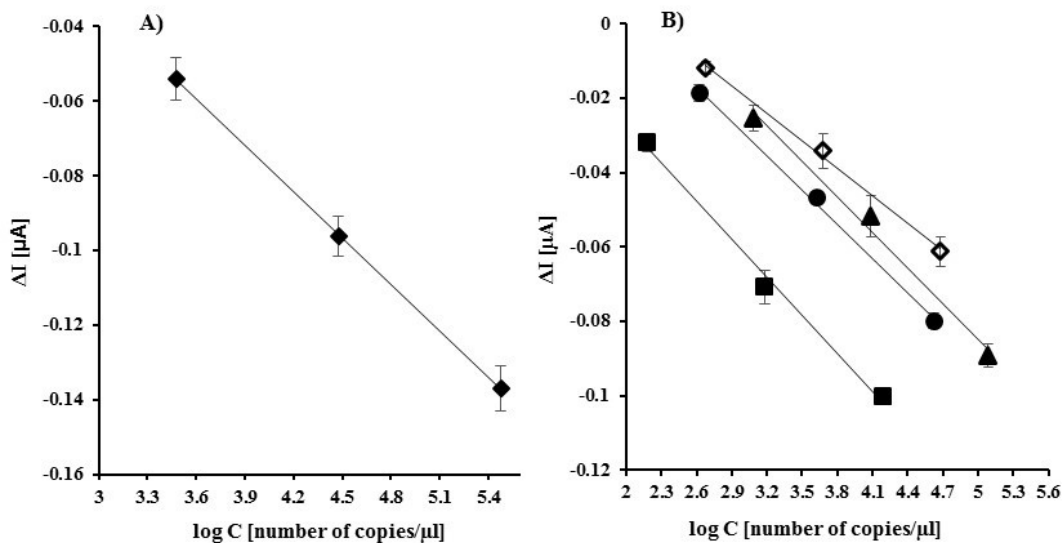 A)
-0.04
-0.06
-0.08
-0.1
-0.12
-0.14
-0.16
ΔI [µA]
3 3.3 3.6 3.9 4.2 4.5 4.8 5.1 5.4
log C [number of copies/µl]
B)
0
-0.02
-0.04
-0.06
-0.08
-0.1
-0.12
ΔI [µA]
2 2.3 2.6 2.9 3.2 3.5 3.8 4.1 4.4 4.7 5 5.3 5.6
log C [number of copies/µl]